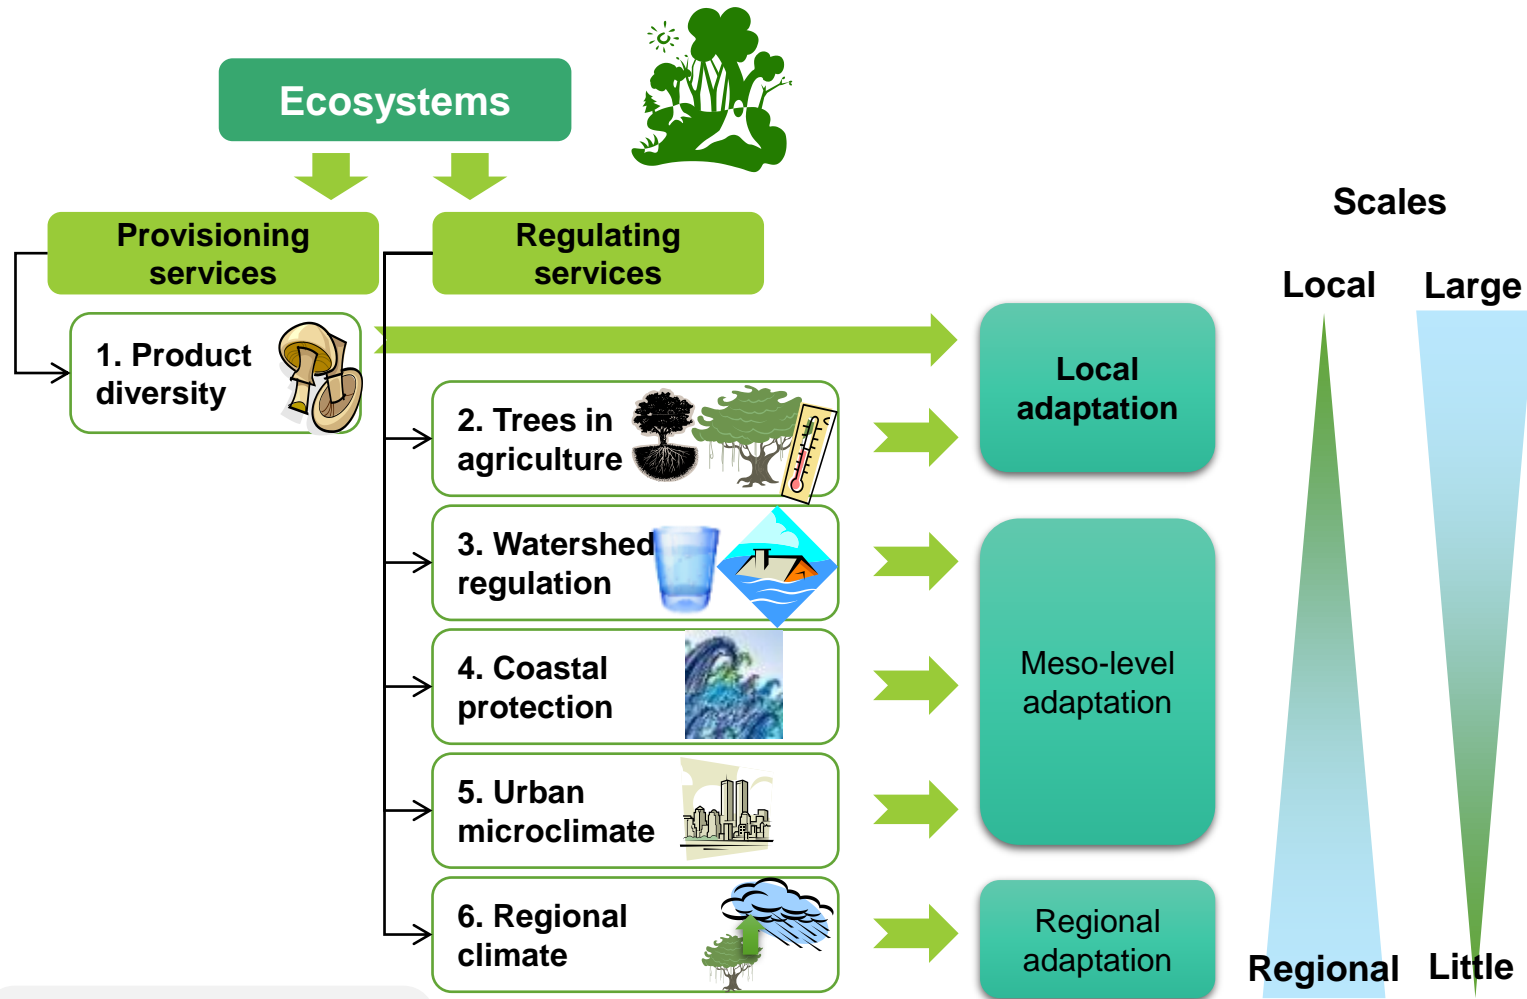 Ecosystems
Provisioning
services
Regulating
services
Scales
Local
Large
1. Product
diversity
Local
adaptation
2. Trees in
agriculture
3. Watershed
regulation
Meso-level
adaptation
4. Coastal
protection
5. Urban
microclimate
6. Regional
climate
Regional
adaptation
Regional
Little